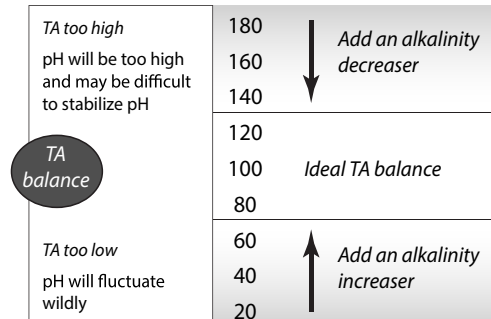 TA too high
pH will be too high
and may be difficult
to stabilize pH
TA
balance
TA too low
pH will fluctuate
wildly
180
160
140
120
100
80
60
40
20
Add an alkalinity
decreaser
Ideal TA balance
Add an alkalinity
increaser